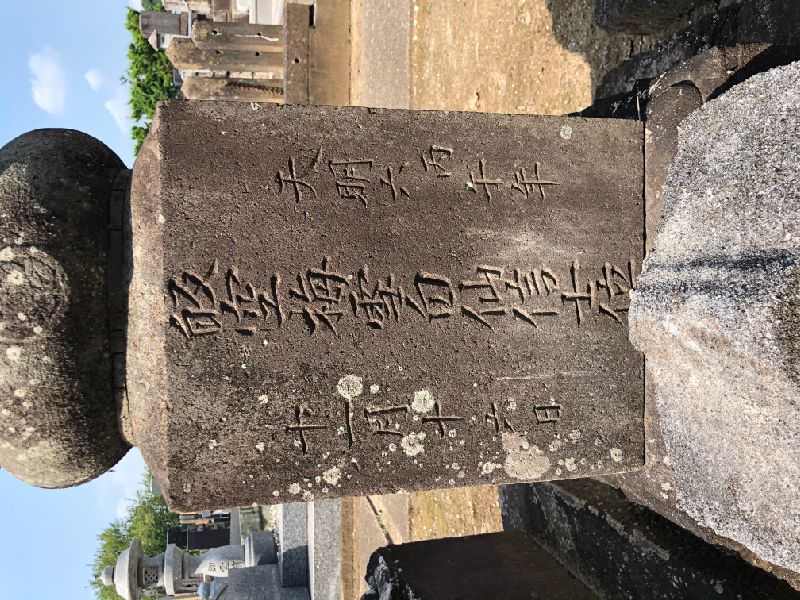 天明六丙午年
皈空梅雪白仙信士位
十一月十六日